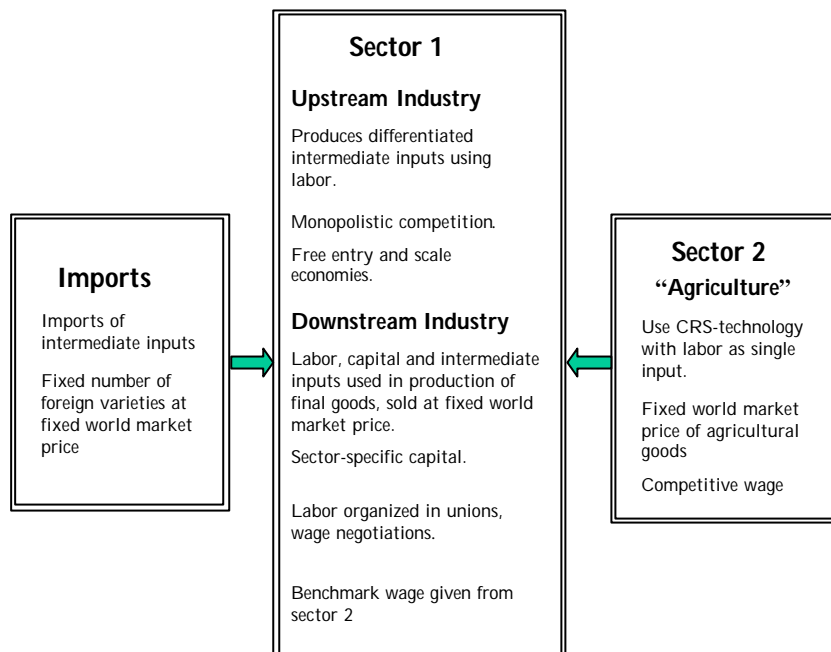 Imports
Imports of
intermediate inputs
Fixed number of
foreign varieties at
fixed world market
price
Sector 1
Upstream Industry
Produces differentiated
intermediate inputs using
labor.
Monopolistic competition.
Free entry and scale
economies.
Downstream Industry
Labor, capital and intermediate
inputs used in production of
final goods, sold at fixed world
market price.
Sector-specific capital.
Labor organized in unions,
wage negotiations.
Benchmark wage given from
sector 2
Sector 2
“Agriculture”
Use CRS-technology
with labor as single
input.
Fixed world market
price of agricultural
goods
Competitive wage